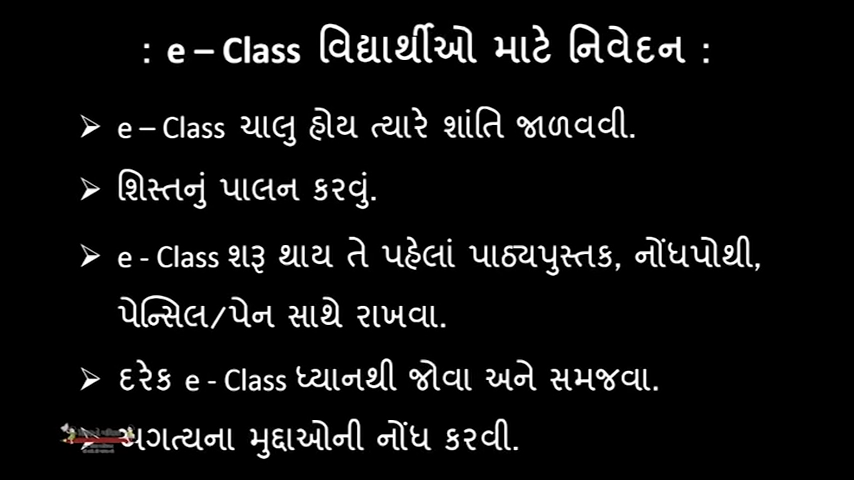 : e – Class વિદ્યાર્થીઓ માટે નિવેદન :
➢ e – Class ચાલુ હોય ત્યારે શાંતિ જાળવવી.
➢ શિસ્તનું પાલન કરવું.
➢ e - Class શરૂ થાય તે પહેલાં પાઠ્યપુસ્તક, નોંધપોથી,
પેન્સિલ/પેન સાથે રાખવા.
➢ દરેક e - Class ધ્યાનથી જોવા અને સમજવા.
અગત્યના મુદ્દાઓની નોંધ કરવી.